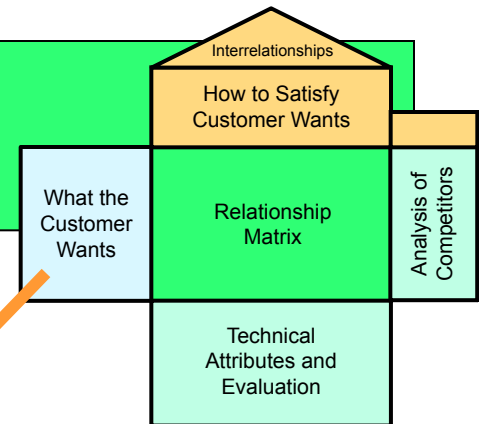 Interrelationships
How to Satisfy
Customer Wants
What the
Customer
Wants
Relationship
Matrix
Analysis of
Competitors
Technical
Attributes and
Evaluation